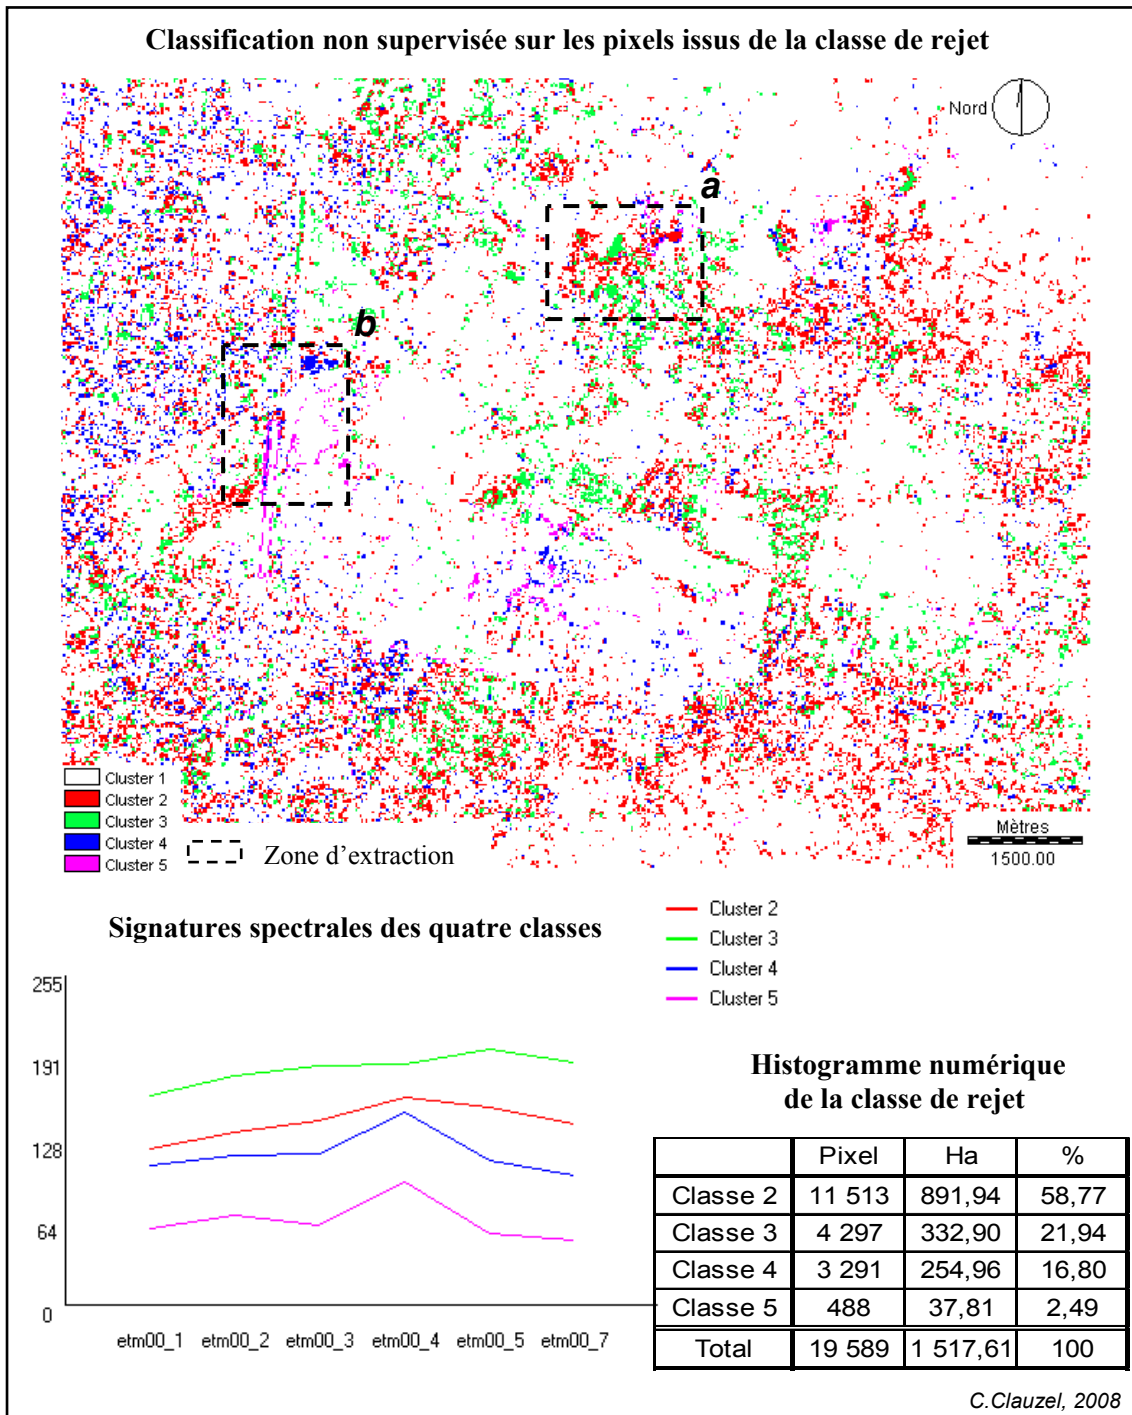 Classification non supervisée sur les pixels issus de la classe de rejet
Nord
a
b
Cluster 1
Cluster 2
Cluster 3
Cluster 4
Cluster 5
Zone d'extraction
Mètres
1500.00
Signatures spectrales des quatre classes
Cluster 2
Cluster 3
Cluster 4
Cluster 5
255
191
128
64
0
etm00_1 etm00_2 etm00_3 etm00_4 etm00_5 etm00_7
Histogramme numérique
de la classe de rejet
Pixel Ha %
Classe 2 11 513 891,94 58,77
Classe 3 4 297 332,90 21,94
Classe 4 3 291 254,96 16,80
Classe 5 488 37,81 2,49
Total 19 589 1 517,61 100
C.Clauzel, 2008